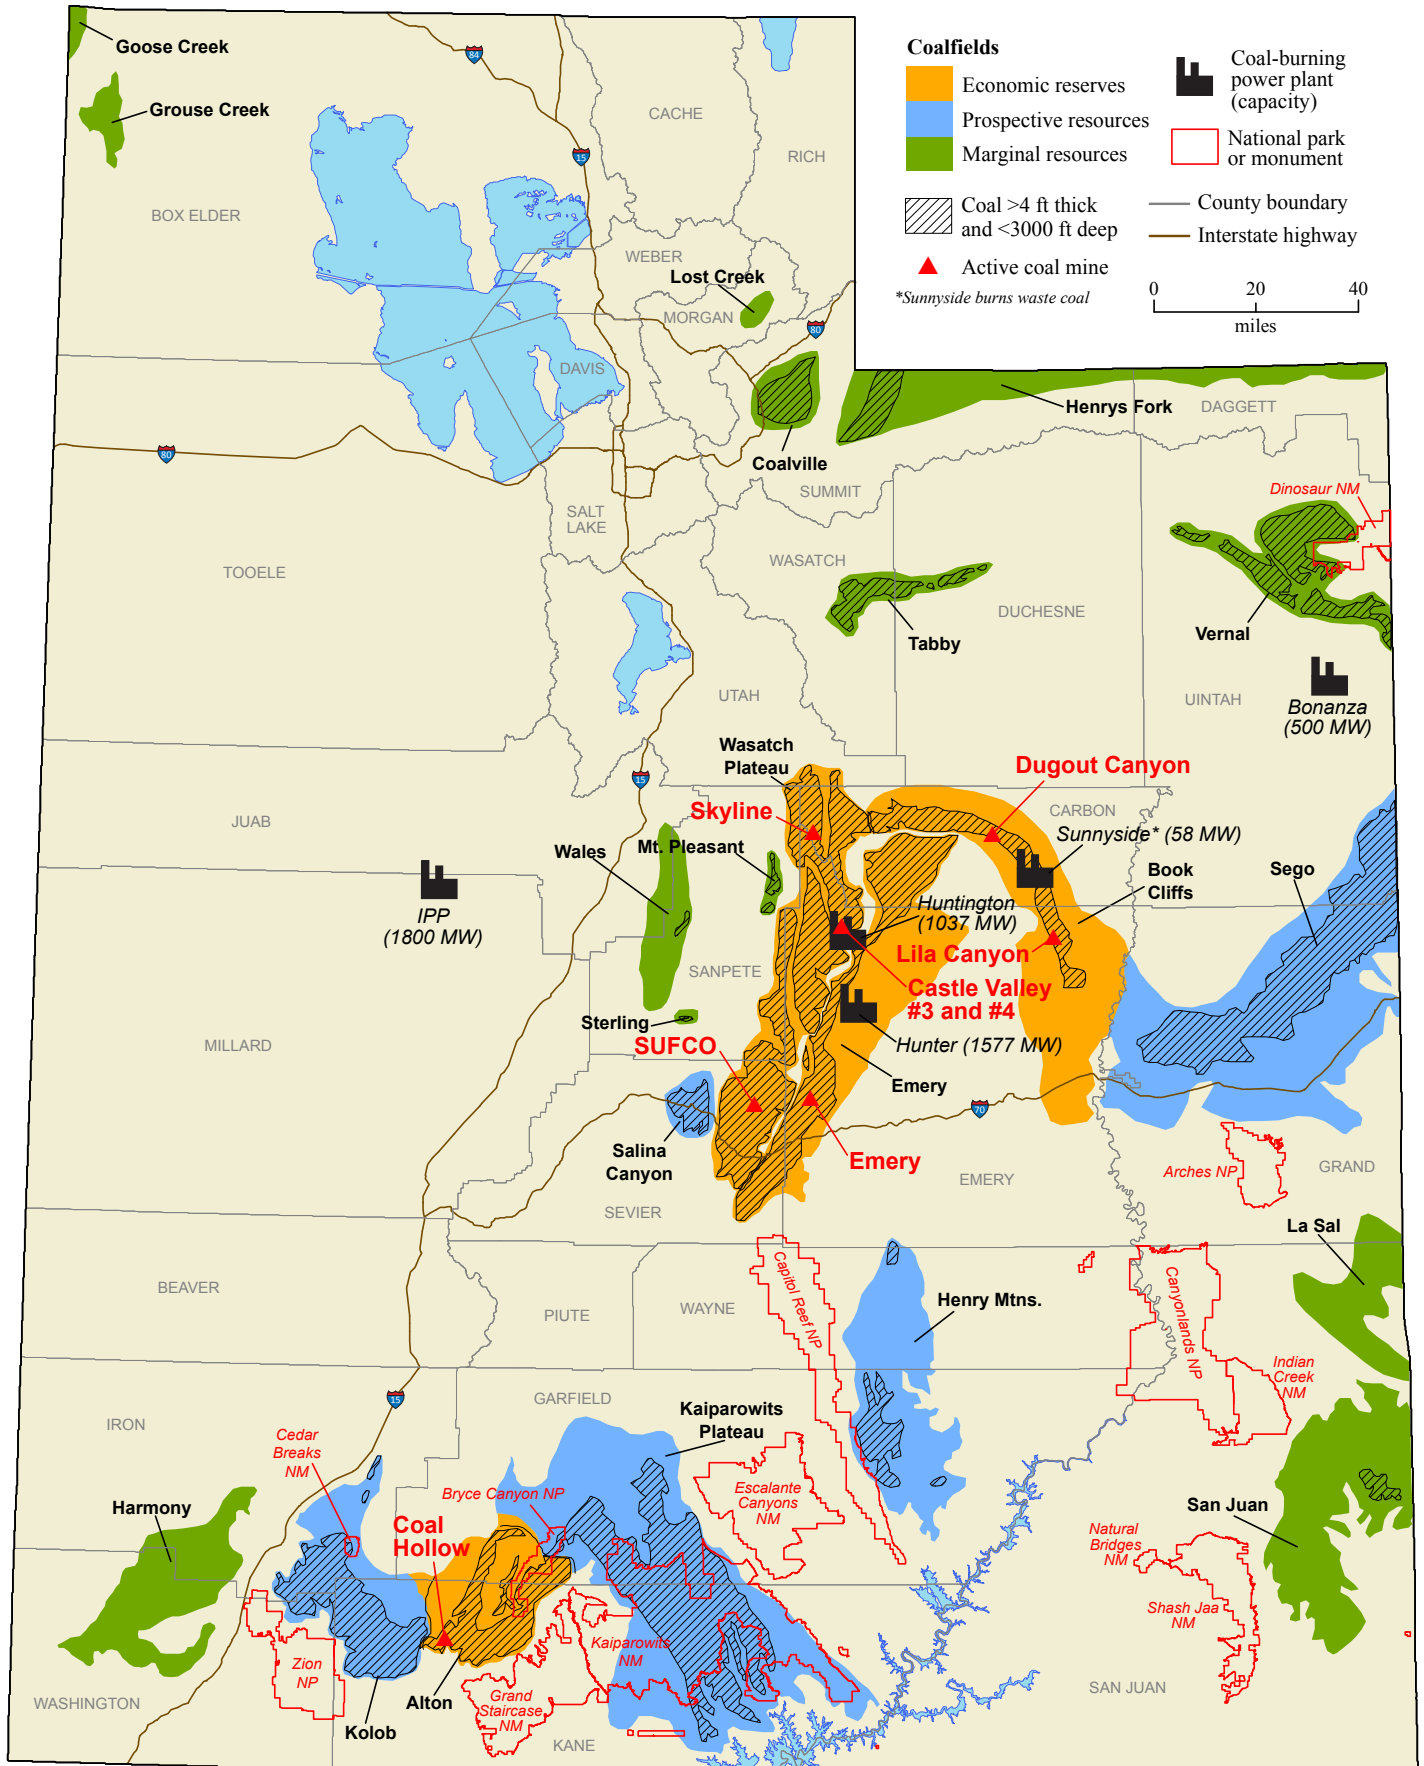 Goose Creek
Grouse Creek
84
CACHE
RICH
15
BOX ELDER
WEBER
Lost Creek
MORGAN
80
DAVIS
Coalfields
Economic reserves
Prospective resources
Marginal resources
Coal >4 ft thick
and <3000 ft deep
Active coal mine
*Sunnyside burns waste coal
Coal-burning
power plant
(capacity)
National park
or monument
County boundary
Interstate highway
0
20
40
miles
Henrys Fork
DAGGETT
80
Coalville
SUMMIT
Dinosaur NM
SALT
LAKE
WASATCH
TOOELE
DUCHESNE
Tabby
Vernal
UTAH
UINTAH
Bonanza
(500 MW)
Wasatch
Plateau
Dugout Canyon
15
Skyline
CARBON
JUAB
Sunnyside* (58 MW)
Wales
Mt. Pleasant
Book
Cliffs
Sego
IPP
(1800 MW)
Huntington
(1037 MW)
Lila Canyon
SANPETE
Castle Valley
#3 and #4
Sterling
SUFCO
MILLARD
Hunter (1577 MW)
Emery
70
Salina
Canyon
Emery
Arches NP
GRAND
EMERY
SEVIER
La Sal
BEAVER
PIUTE
WAYNE
Capitol Reef NP
Henry Mtns.
Canyonlands NP
Indian
Creek
NM
15
GARFIELD
Kaiparowits
Plateau
IRON
Cedar
Breaks
NM
Escalante
Canyons
NM
Bryce Canyon NP
Harmony
Coal
Hollow
San Juan
Natural
Bridges
NM
Shash Jaa
NM
Kaiparowits
NM
Zion
NP
Grand
Staircase
NM
WASHINGTON
Alton
Kolob
KANE
SAN JUAN